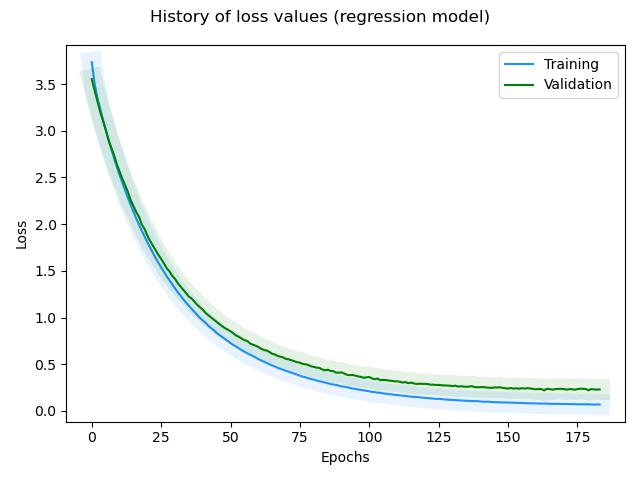 History of loss values (regression model)
Training
Validation
3.5
3.0
2.5
2.0
1.5
1.0
0.5
0.0
Loss
0 25 50 75 100 125 150 175
Epochs